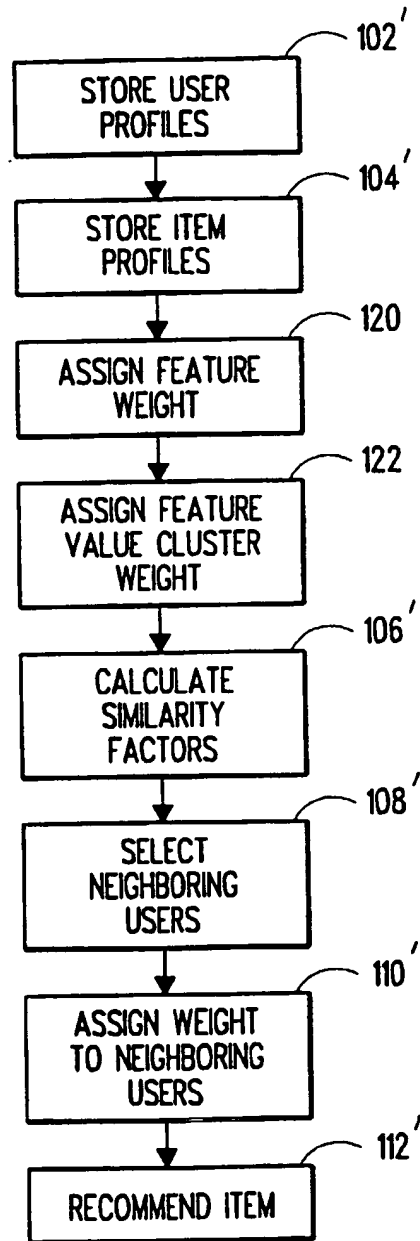 102'
STORE USER
PROFILES
104'
STORE ITEM
PROFILES
120
ASSIGN FEATURE
WEIGHT
122
ASSIGN FEATURE
VALUE CLUSTER
WEIGHT
106'
CALCULATE
SIMILARITY
FACTORS
108'
SELECT
NEIGHBORING
USERS
110'
ASSIGN WEIGHT
TO NEIGHBORING
USERS
112'
RECOMMEND ITEM